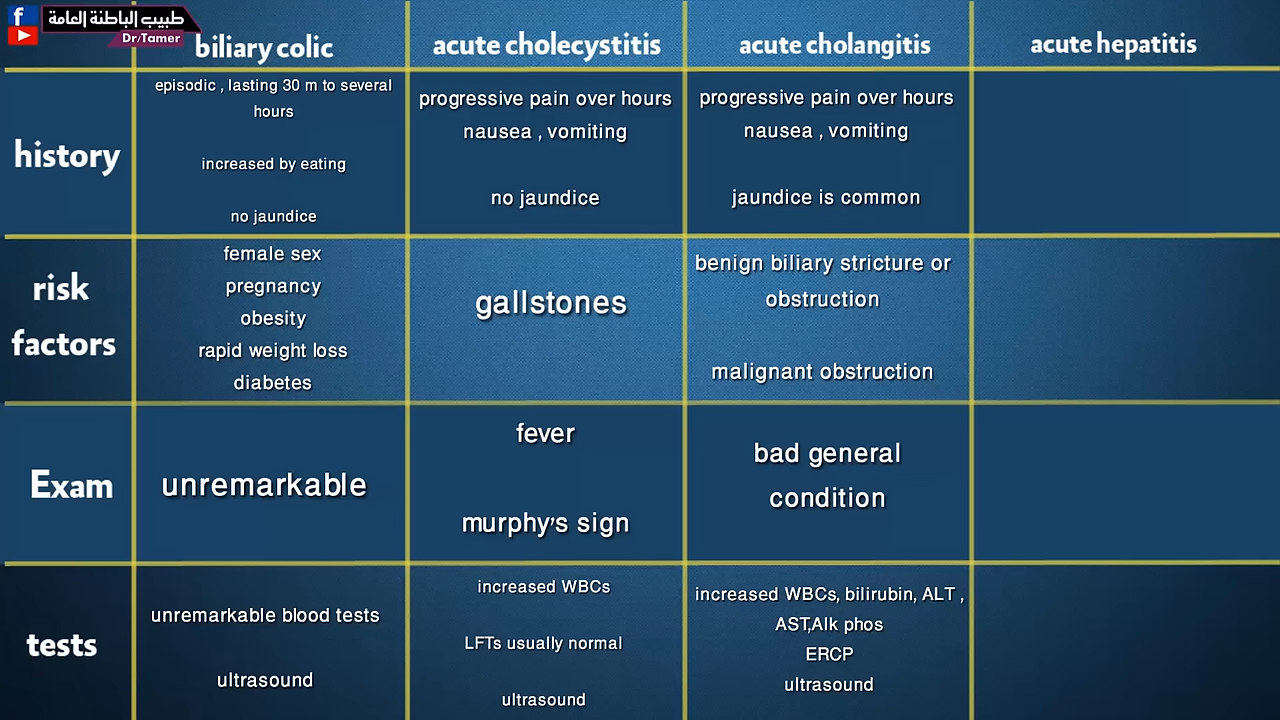 طبيب الباطنة العامة
Dr/Tamer
biliary colic
acute cholecystitis
acute cholangitis
acute hepatitis
history
episodic , lasting 30 m to several
hours
increased by eating
no jaundice
progressive pain over hours
nausea , vomiting
no jaundice
progressive pain over hours
nausea , vomiting
jaundice is common
risk
factors
female sex
pregnancy
obesity
rapid weight loss
diabetes
gallstones
benign biliary stricture or
obstruction
malignant obstruction
Exam
unremarkable
fever
murphy's sign
bad general
condition
tests
unremarkable blood tests
ultrasound
increased WBCs
LFTs usually normal
ultrasound
increased WBCs, bilirubin, ALT ,
AST,Alk phos
ERCP
ultrasound